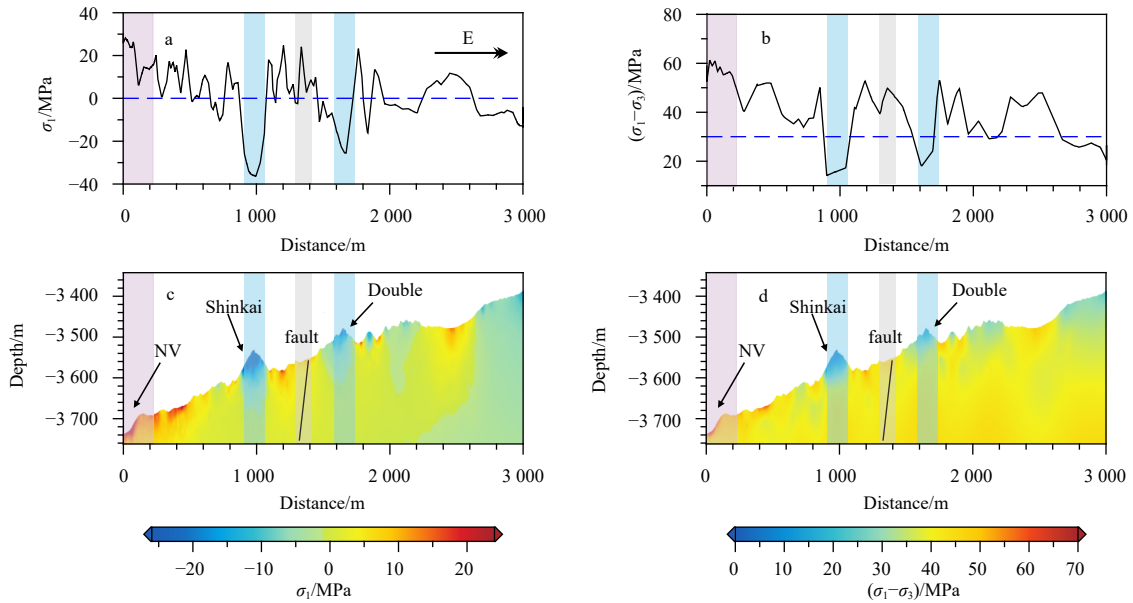 a
E
40
20
0
−20
−40
σ₁/MPa
0
1 000
2 000
3 000
Distance/m
b
80
60
40
20
(σ₁−σ₃)/MPa
0
1 000
2 000
3 000
Distance/m
c
−3 400
−3 500
−3 600
−3 700
Depth/m
NV
Shinkai
fault
Double
0
1 000
2 000
3 000
Distance/m
d
−3 400
−3 500
−3 600
−3 700
Depth/m
NV
Shinkai
fault
Double
0
1 000
2 000
3 000
Distance/m
−20 −10 0 10 20
σ₁/MPa
0 10 20 30 40 50 60 70
(σ₁−σ₃)/MPa